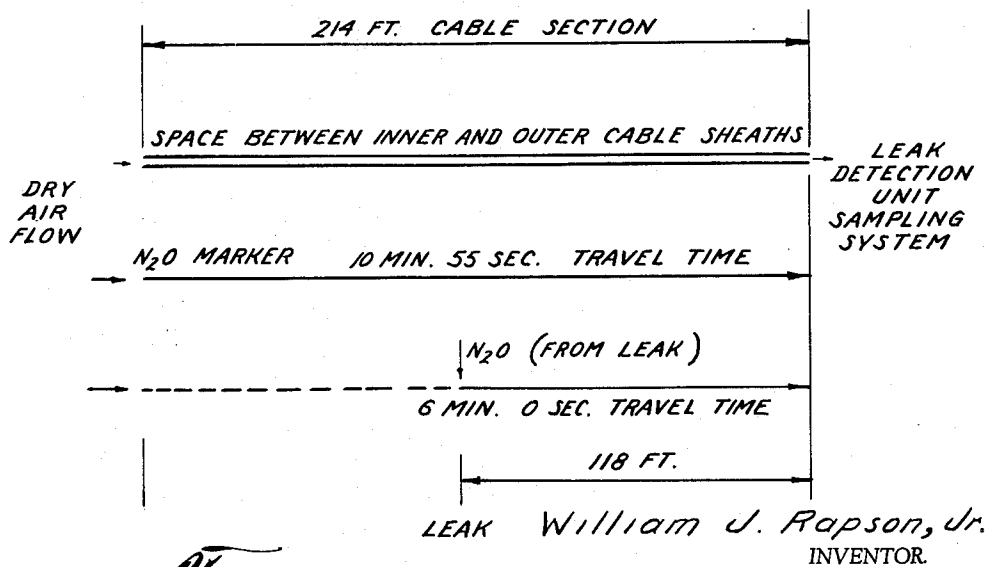 214 FT. CABLE SECTION
SPACE BETWEEN INNER AND OUTER CABLE SHEATHS
DRY
AIR
FLOW
LEAK
DETECTION
UNIT
SAMPLING
SYSTEM
N₂O MARKER 10 MIN. 55 SEC. TRAVEL TIME
N₂O (FROM LEAK)
6 MIN. 0 SEC. TRAVEL TIME
118 FT.
LEAK
William J. Rapson, Jr.
INVENTOR.